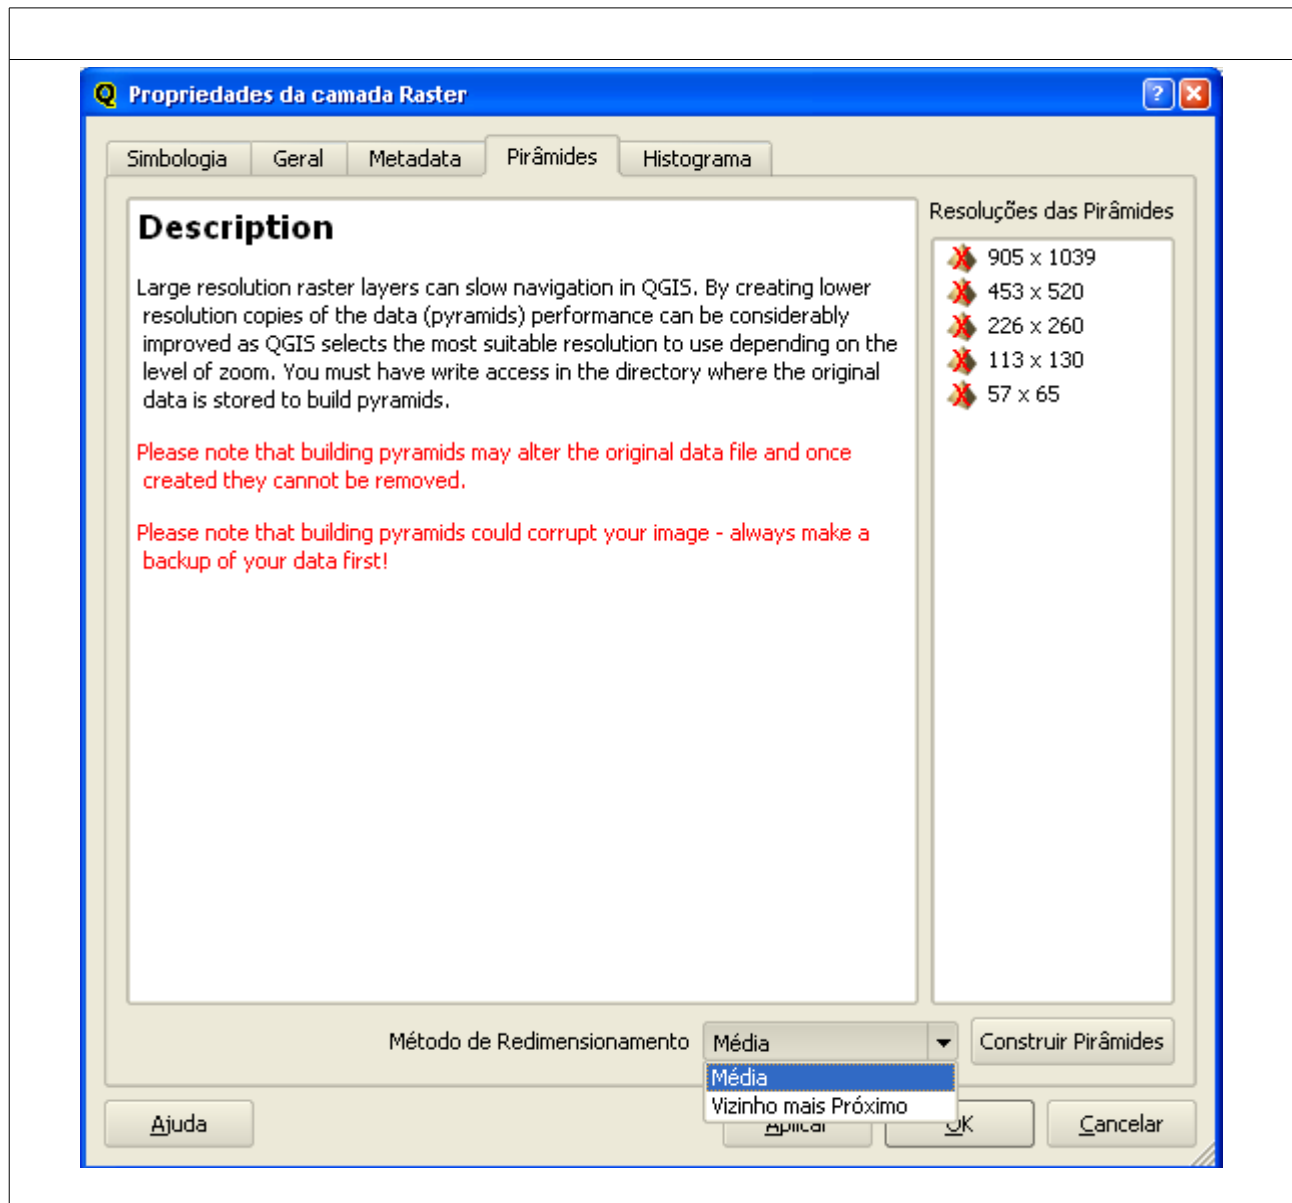 Propriedades da camada Raster
Simbologia Geral Metadata Pirâmides Histograma
Description
Large resolution raster layers can slow navigation in QGIS. By creating lower
resolution copies of the data (pyramids) performance can be considerably
improved as QGIS selects the most suitable resolution to use depending on the
level of zoom. You must have write access in the directory where the original
data is stored to build pyramids.
Please note that building pyramids may alter the original data file and once
created they cannot be removed.
Please note that building pyramids could corrupt your image - always make a
backup of your data first!
Resoluções das Pirâmides
905 x 1039
453 x 520
226 x 260
113 x 130
57 x 65
Método de Redimensionamento Média Construir Pirâmides
Média
Vizinho mais Próximo
Ajuda Aplicar OK Cancelar